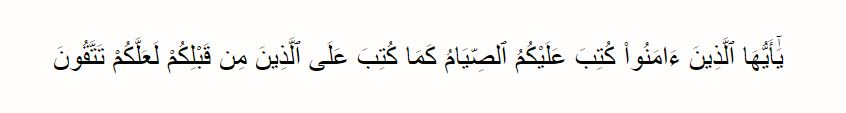 يَٰٓأَيُّهَا ٱلَّذِينَ ءَامَنُوا۟ كُتِبَ عَلَيْكُمُ ٱلصِّيَامُ كَمَا كُتِبَ عَلَى ٱلَّذِينَ مِن قَبْلِكُمْ لَعَلَّكُمْ تَتَّقُونَ